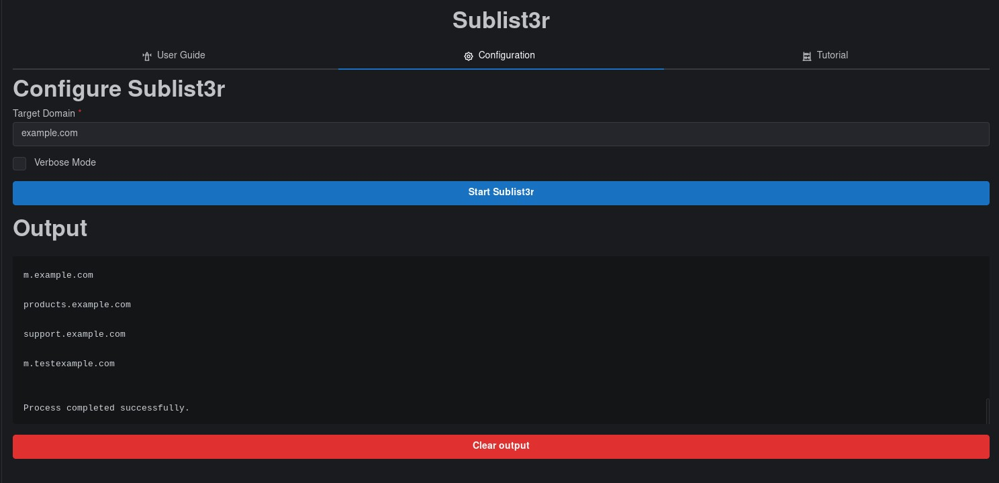 Sublist3r
User Guide
Configuration
Tutorial
Configure Sublist3r
Target Domain *
example.com
Verbose Mode
Start Sublist3r
Output
m.example.com
products.example.com
support.example.com
m.testexample.com
Process completed successfully.
Clear output